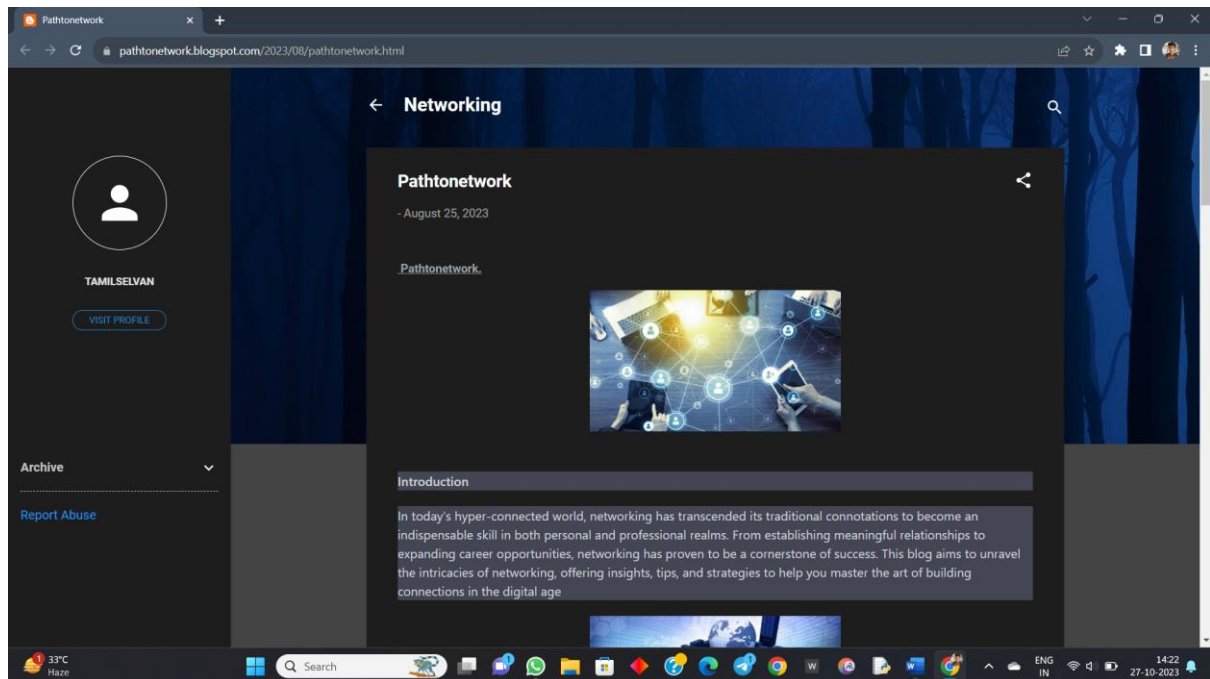 Pathtonetwork
pathtonetwork.blogspot.com/2023/08/pathtonetwork.html
Networking
TAMILSELVAN
VISIT PROFILE
Archive
Report Abuse
Pathtonetwork
- August 25, 2023
Pathtonetwork.
Introduction
In today's hyper-connected world, networking has transcended its traditional connotations to become an
indispensable skill in both personal and professional realms. From establishing meaningful relationships to
expanding career opportunities, networking has proven to be a cornerstone of success. This blog aims to unravel
the intricacies of networking, offering insights, tips, and strategies to help you master the art of building
connections in the digital age
1
33°C
Haze
Search
W
ENG
IN
14:22
27-10-2023